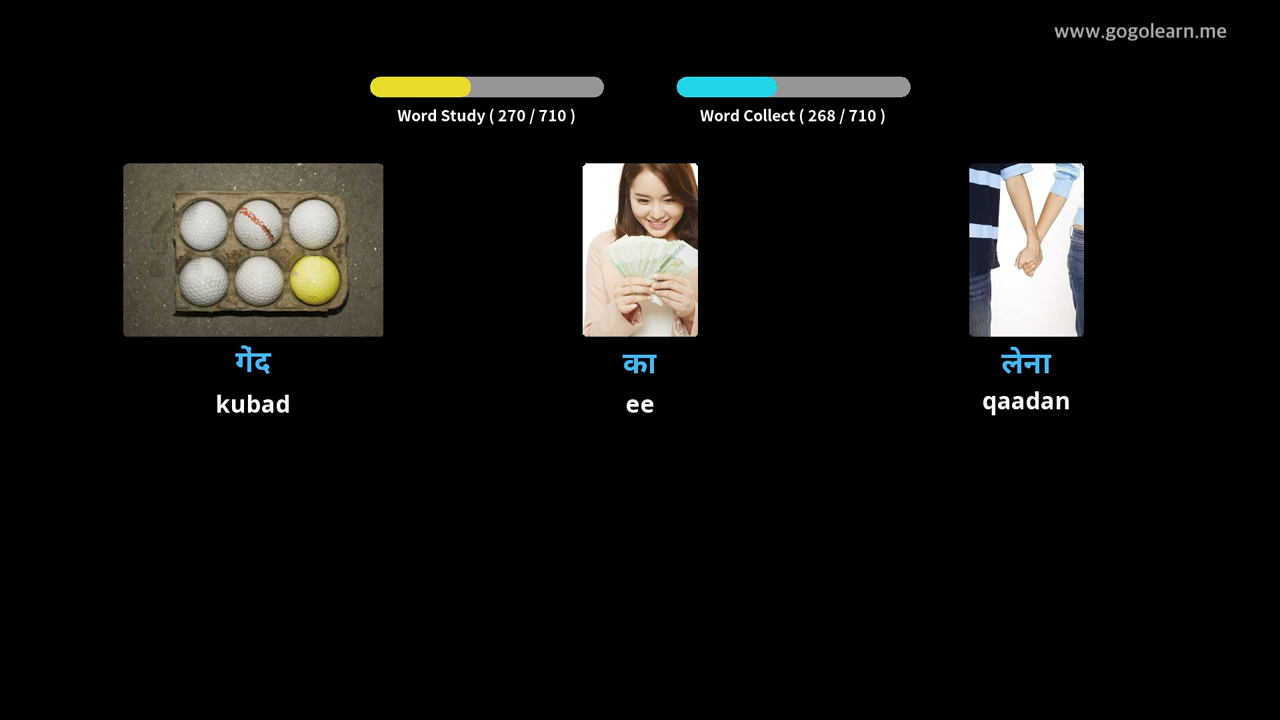 www.gogolearn.me
Word Study ( 270 / 710 )
Word Collect ( 268 / 710 )
गेंद
का
लेना
kubad
ee
qaadan